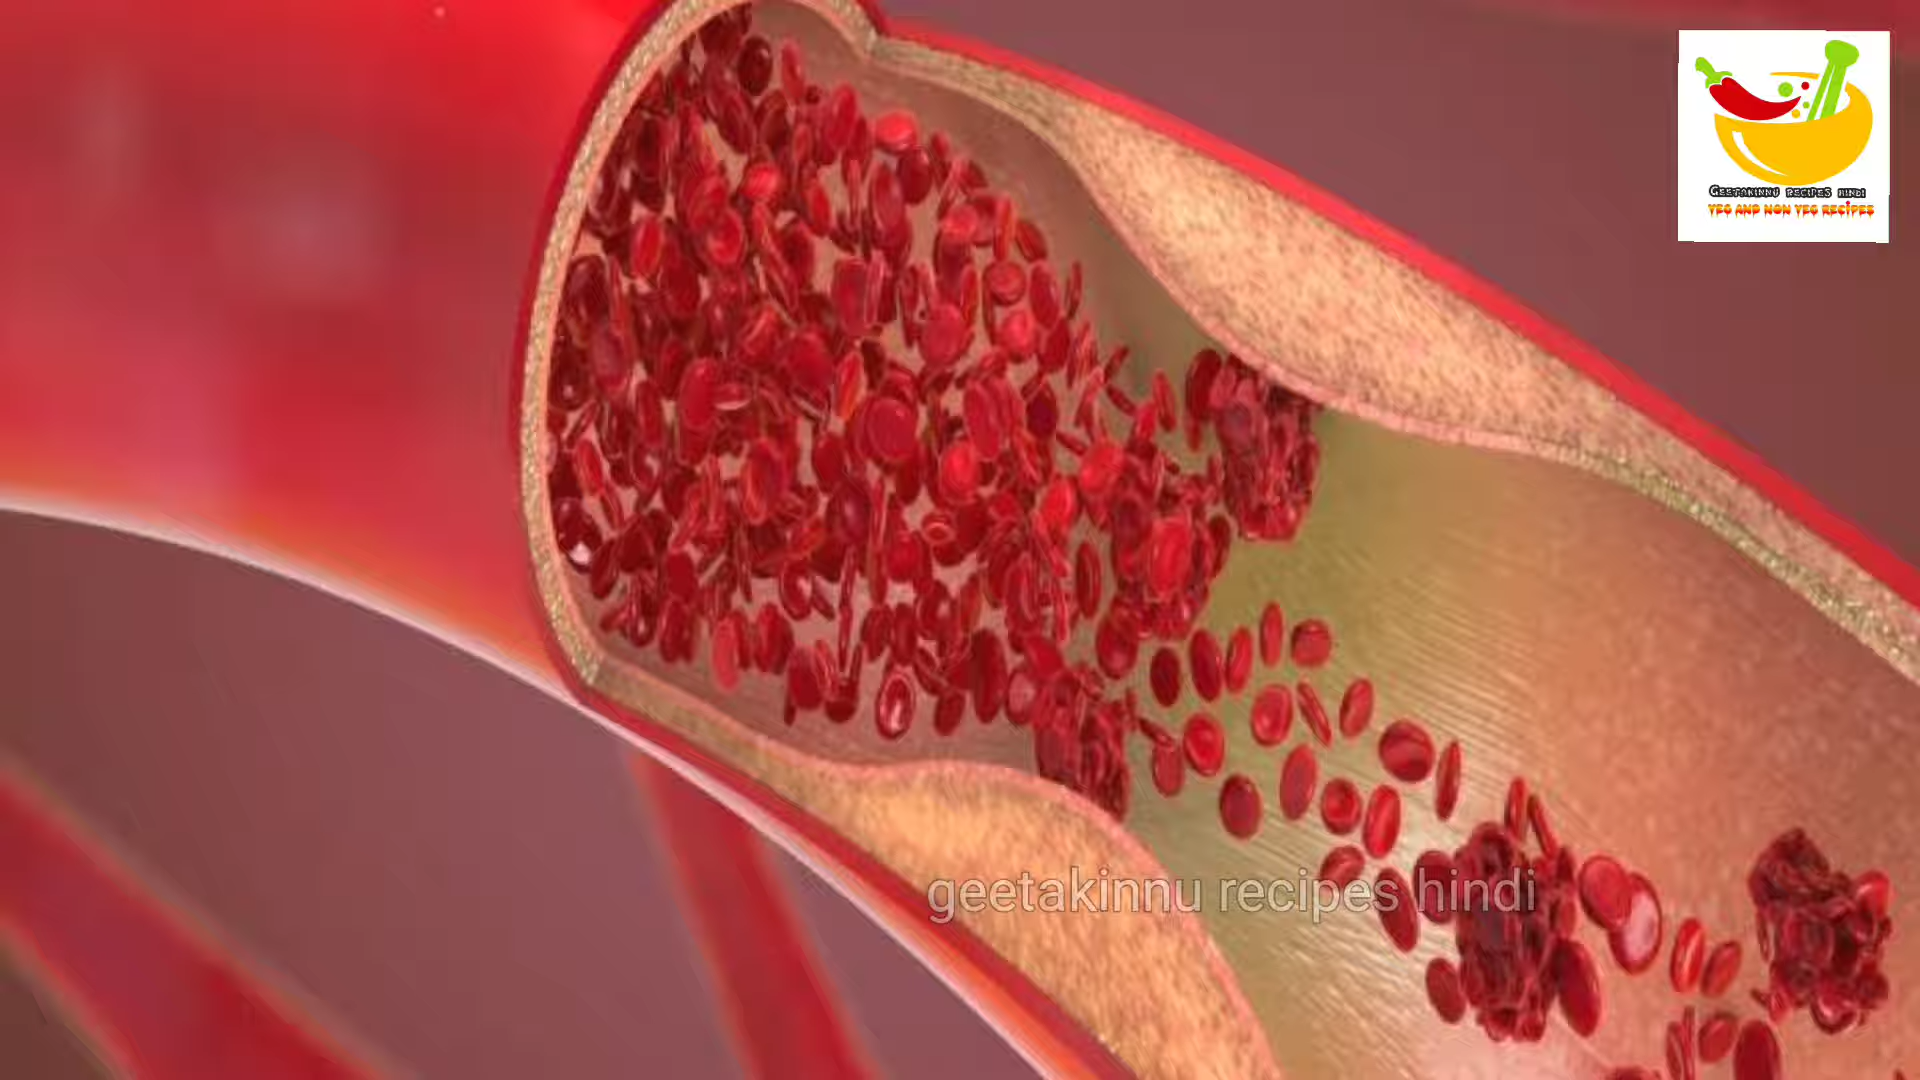 GEETAKINNU RECIPES HINDI
VEG AND NON VEG RECIPES
geetakinnu recipes hindi